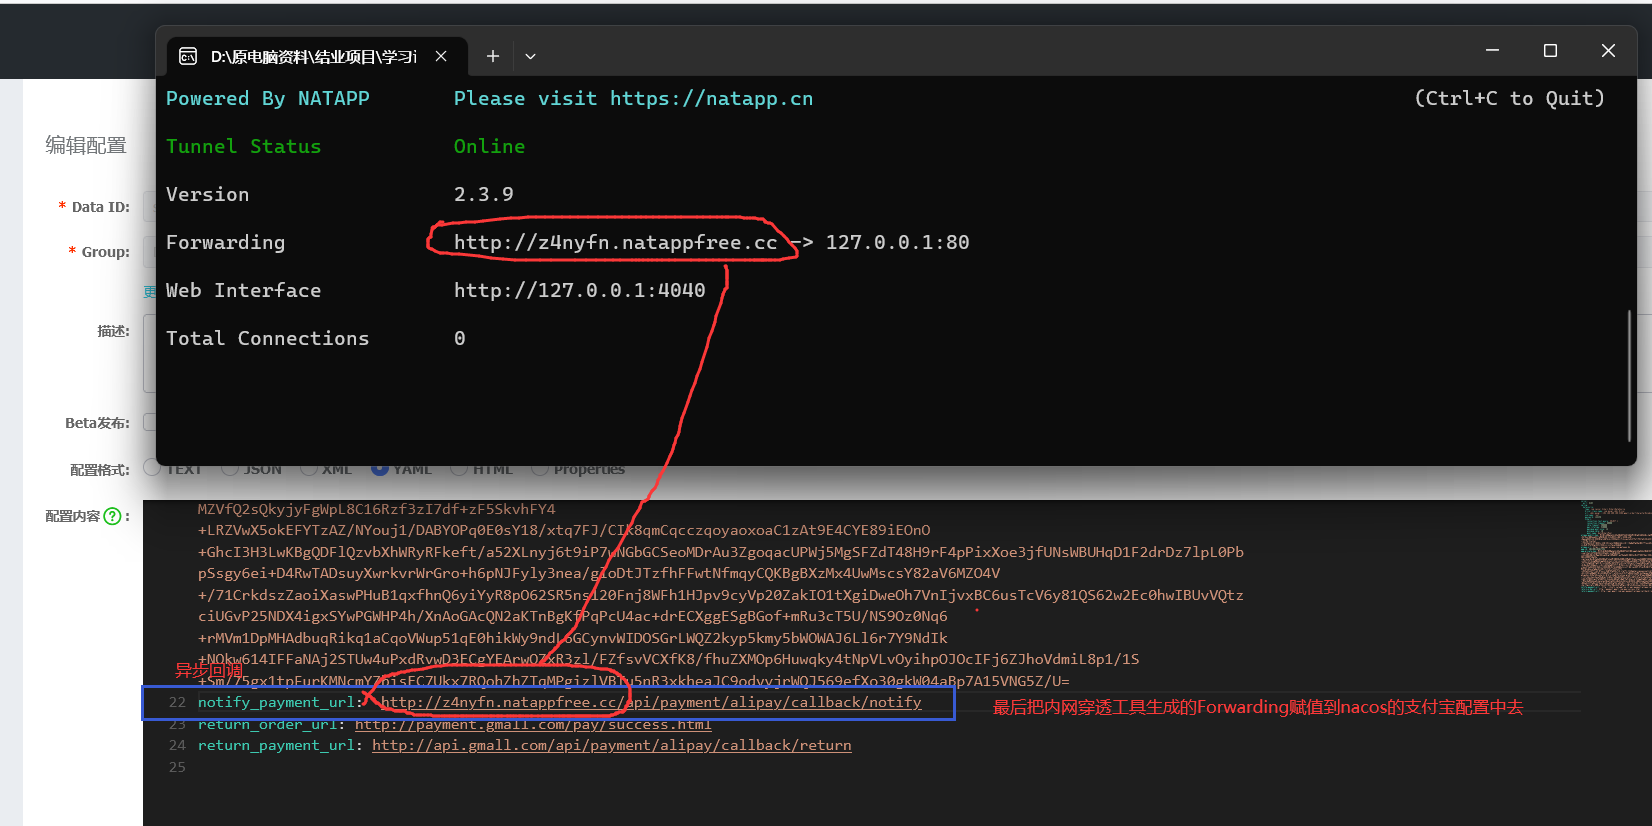 D:\原电脑资料\结业项目\学习i
Powered By NATAPP Please visit https://natapp.cn (Ctrl+C to Quit)
Tunnel Status Online
Version 2.3.9
Forwarding http://z4nyfn.natappfree.cc -> 127.0.0.1:80
Web Interface http://127.0.0.1:4040
Total Connections 0
编辑配置
* Data ID:
* Group:
更
描述:
Beta发布:
配置格式: TEXT JSON XML YAML HTML Properties
配置内容 ? :
MZVfQ2sQkyjyFgWpL8C16Rzf3zI7df+zF5SkvhFY4
+LRZVwX5okEFYTzAZ/NYouj1/DABYOPq0E0sY18/xtq7FJ/CIk8qmCqcczqoyaoxoaC1zAt9E4CYE89iEOnO
+GhcI3H3LwKBgQDFlQzvbXhWRyRFkeft/a52XLnyj6t9iP7uNGbGCSeoMDrAu3ZgoqacUPWj5MgSFZdT48H9rF4pPixXoe3jfUNsWBUHqD1F2drDz7lpL0Pb
pSsgy6ei+D4RwTADsuyXwrkvrWrGro+h6pNJFyly3nea/gloDtJTzfhFFwtNfmqyCQKBgBXzMx4UwMscsY82aV6MZO4V
+/71CrkdszZaoiXaswPHuB1qxfhnQ6yiYyR8pO62SR5nsi20Fnj8WFh1HJpv9cyVp20ZakIO1tXgiDweOh7VnIjvxBC6usTcV6y81QS62w2Ec0hwIBUvVQtz
ciUGvP25NDX4igxSYwPGWHP4h/XnAoGAcQN2aKTnBgKfPqPcU4ac+drECXggESgBGof+mRu3cT5U/NS9Oz0Nq6
+rMVm1DpMHAdbuqRikq1aCqoVWup51qE0hikWy9ndL6GCynvWIDOSGrLWQZ2kyp5kmy5bWOWAJ6Ll6r7Y9NdIk
+NOkw614IFFaNAj2STUw4uPxdRvwD3ECgYEArwOZxR3zl/FZfsvVCXfK8/fhuZXMOp6Huwqky4tNpVLvOyihpOJOcIFj6ZJhoVdmiL8p1/1S
异步回调
22 notify_payment_url: http://z4nyfn.natappfree.cc/api/payment/alipay/callback/notify
最后把内网穿透工具生成的Forwarding赋值到nacos的支付宝配置中去
23 return_order_url: http://payment.gmall.com/pay/success.html
24 return_payment_url: http://api.gmall.com/api/payment/alipay/callback/return
25